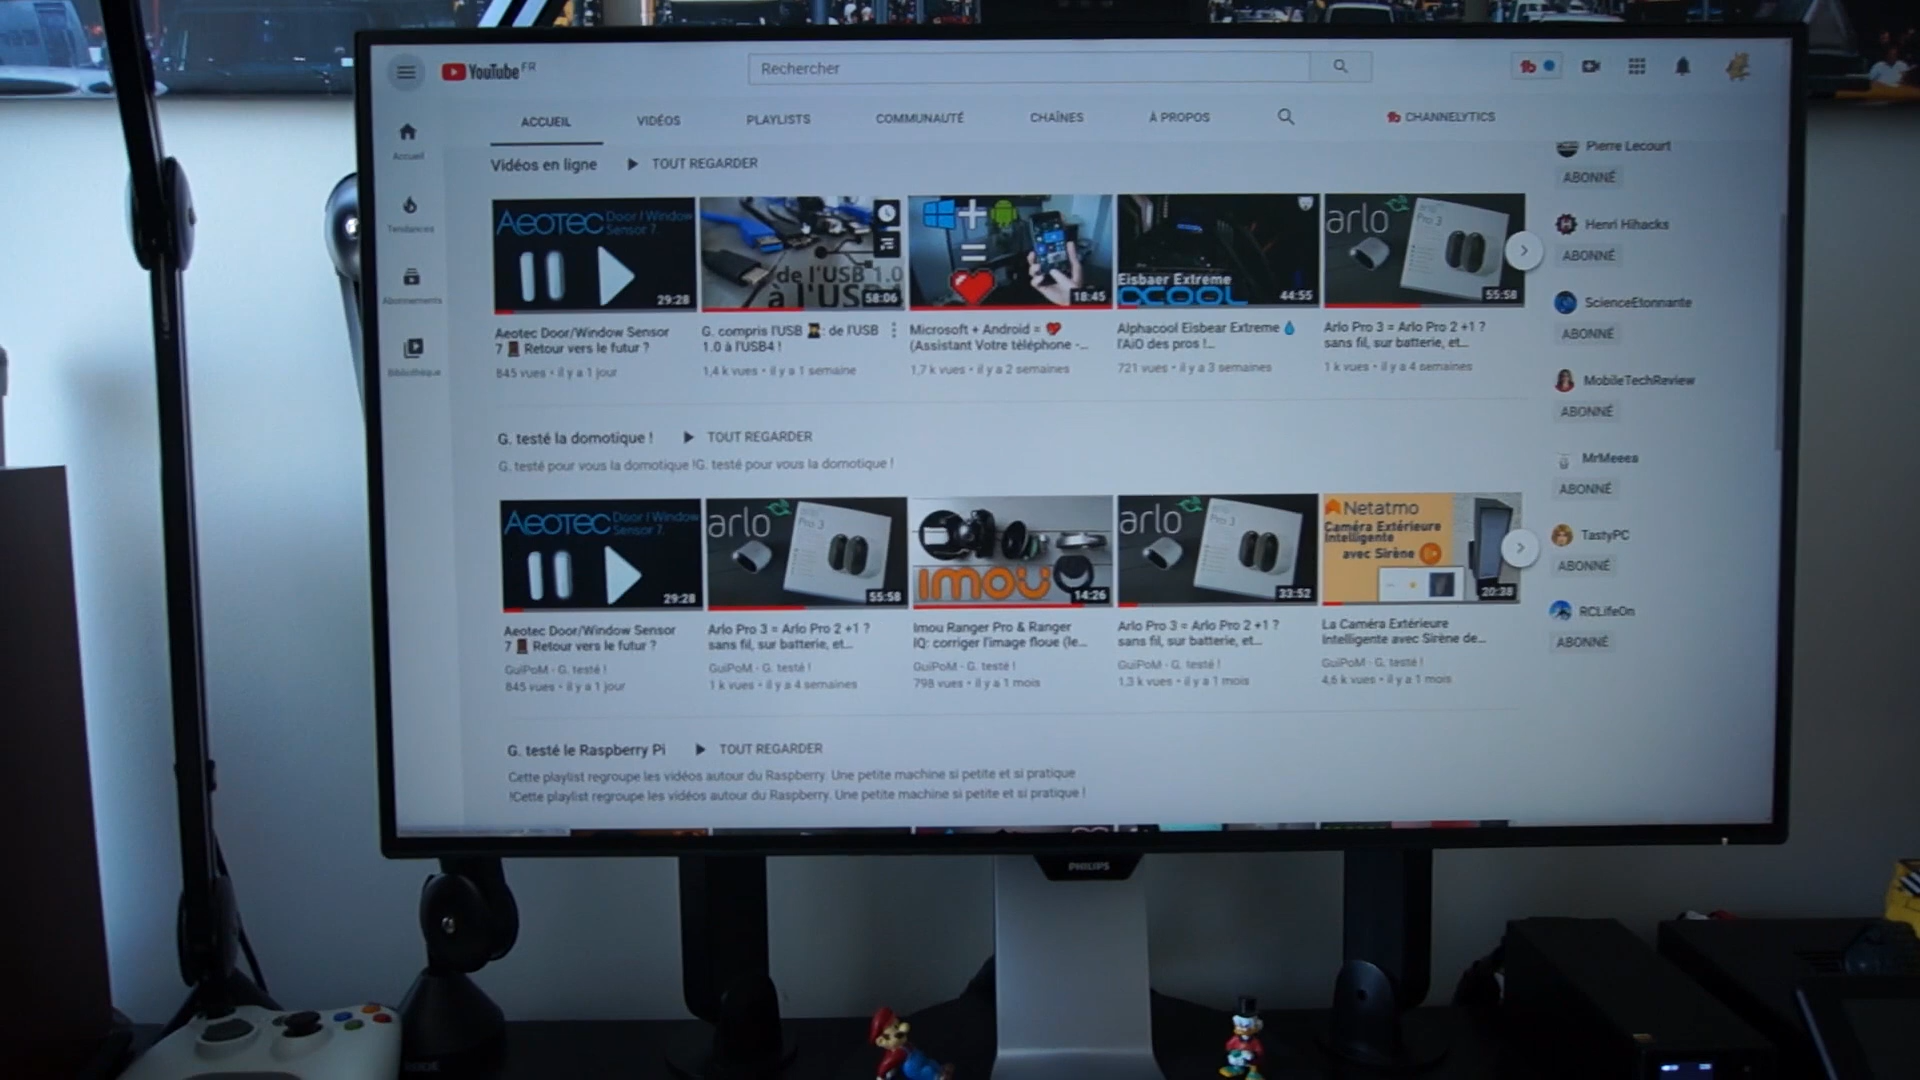 YouTube FR
Rechercher
ACCUEIL
VIDÉOS
PLAYLISTS
COMMUNAUTÉ
CHAÎNES
À PROPOS
CHANNELYTICS
Accueil
Tendances
Abonnements
Bibliothèque
Vidéos en ligne
TOUT REGARDER
AEOTEC Door / Window
Sensor 7
29:28
de l'USB 1.0
à l'USB
58:06
18:45
Eisbaer Extreme
44:55
arlo
Pro 3
55:58
Aeotec Door/Window Sensor
7 Retour vers le futur ?
845 vues • il y a 1 jour
G. compris l'USB : de l'USB
1.0 à l'USB4 !
1,4 k vues • il y a 1 semaine
Microsoft + Android =
(Assistant Votre téléphone -...
1,7 k vues • il y a 2 semaines
Alphacool Eisbear Extreme
l'AiO des pros !...
721 vues • il y a 3 semaines
Arlo Pro 3 = Arlo Pro 2 +1 ?
sans fil, sur batterie, et...
1 k vues • il y a 4 semaines
G. testé la domotique !
TOUT REGARDER
G. testé pour vous la domotique !G. testé pour vous la domotique !
AEOTEC Door / Window
Sensor 7
29:28
arlo
Pro 3
55:58
imou
14:26
arlo
Pro 3
33:52
Netatmo
Caméra Extérieure
Intelligente
avec Sirène
20:38
Aeotec Door/Window Sensor
7 Retour vers le futur ?
GuiPoM - G. testé !
845 vues • il y a 1 jour
Arlo Pro 3 = Arlo Pro 2 +1 ?
sans fil, sur batterie, et...
GuiPoM - G. testé !
1 k vues • il y a 4 semaines
Imou Ranger Pro & Ranger
IQ: corriger l'image floue (le...
GuiPoM - G. testé !
798 vues • il y a 1 mois
Arlo Pro 3 = Arlo Pro 2 +1 ?
sans fil, sur batterie, et...
GuiPoM - G. testé !
1,3 k vues • il y a 1 mois
La Caméra Extérieure
Intelligente avec Sirène de...
GuiPoM - G. testé !
4,6 k vues • il y a 1 mois
G. testé le Raspberry Pi
TOUT REGARDER
Cette playlist regroupe les vidéos autour du Raspberry. Une petite machine si petite et si pratique
!Cette playlist regroupe les vidéos autour du Raspberry. Une petite machine si petite et si pratique !
Pierre Lecourt
ABONNÉ
Henri Hihacks
ABONNÉ
ScienceEtonnante
ABONNÉ
MobileTechReview
ABONNÉ
MrMeeea
ABONNÉ
TastyPC
ABONNÉ
RCLifeOn
ABONNÉ
PHILIPS
RODE